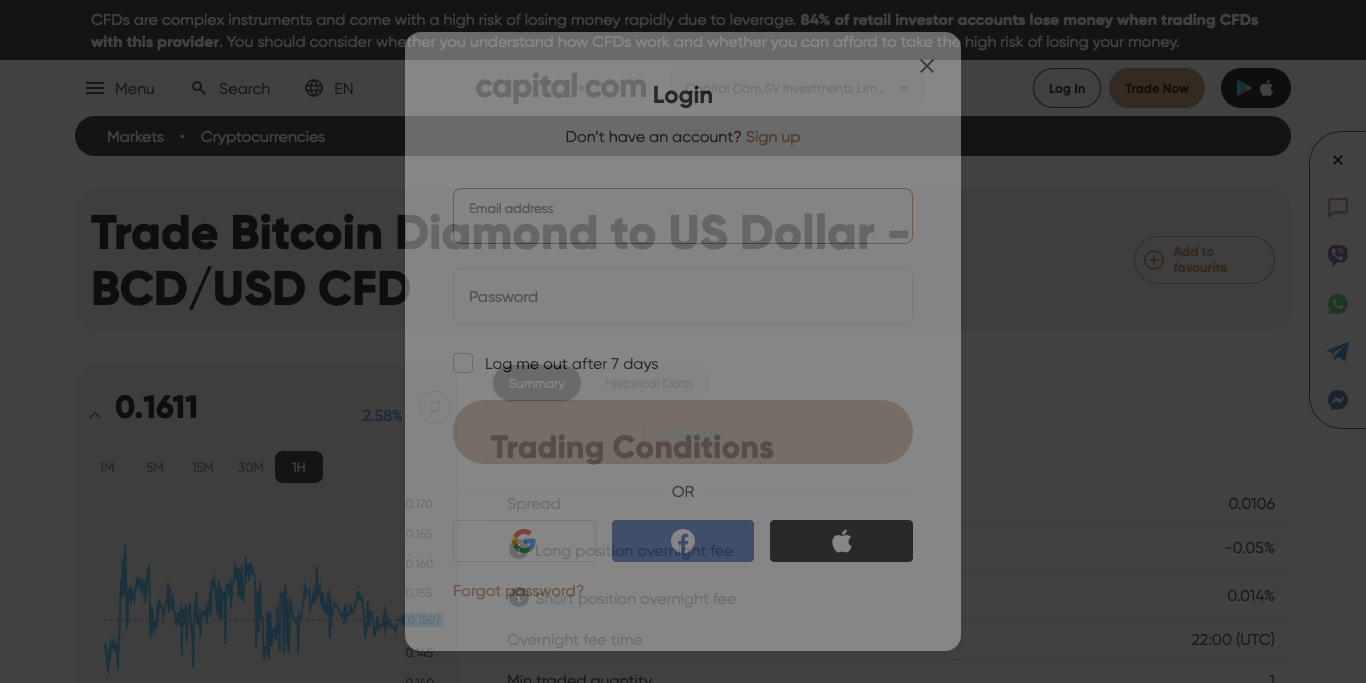 CFDs are complex instruments and come with a high risk of losing money rapidly due to leverage. 84% of retail investor accounts lose money when trading CFDs
with this provider. You should consider whether you understand how CFDs work and whether you can afford to take the high risk of losing your money.
Menu
Search
EN
capital.com
Capital Com SV Investments Lim...
Log In
Trade Now
Markets • Cryptocurrencies
Login
Don't have an account? Sign up
Email address
Password
Log me out after 7 days
OR
Forgot password?
Trade Bitcoin Diamond to US Dollar -
BCD/USD CFD
Add to
favourite
0.1611
2.58%
1M
5M
15M
30M
1H
0.170
0.165
0.160
0.155
0.1507
0.145
0.140
Summary
Historical Data
Trading Conditions
Spread 0.0106
Long position overnight fee -0.05%
Short position overnight fee 0.014%
Overnight fee time 22:00 (UTC)
Min traded quantity 1